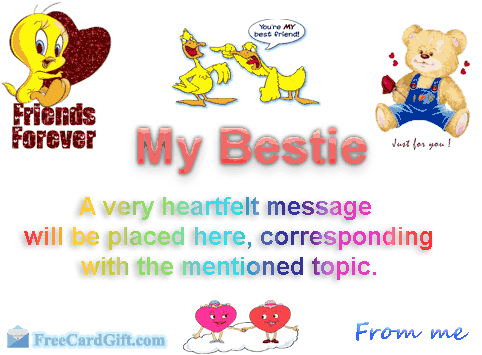 You're MY
best friend!
Friends
Forever
Just for you !
My Bestie
A very heartfelt message
will be placed here, corresponding
with the mentioned topic.
FreeCardGift.com
From me